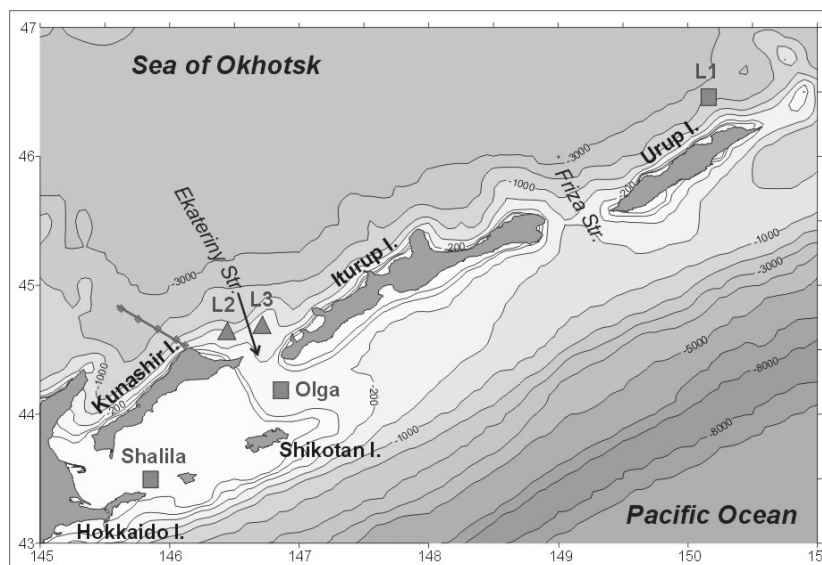 47
Sea of Okhotsk
L1
46
-3000
Urup I.
-200
Ekateriny Str.
-1000
Friza Str.
-200
Iturup I.
-1000
45
-3000
-3000
L2
L3
-5000
-1000
Kunashir I.
-200
-8000
Olga
-200
44
-1000
-8000
Shikotan I.
Shalila
Pacific Ocean
43
Hokkaido I.
145
146
147
148
149
150
15